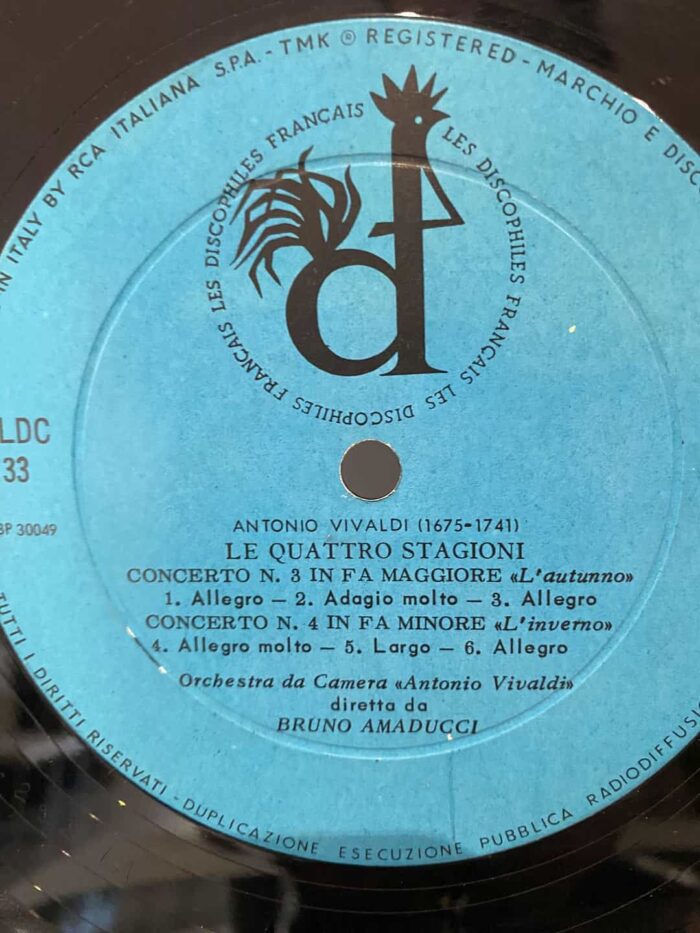 IN ITALY BY RCA ITALIANA S.P.A. - TMK ® REGISTERED - MARCHIO E
LES DISCOPHILES FRANÇAIS LES DISCOPHILES FRANÇAIS LES DISCOPHILES FRANÇAIS
d
LDC
33
30049
ANTONIO VIVALDI (1675-1741)
LE QUATTRO STAGIONI
CONCERTO N. 3 IN FA MAGGIORE «L'autunno»
1. Allegro — 2. Adagio molto — 3. Allegro
CONCERTO N. 4 IN FA MINORE «L'inverno»
4. Allegro molto — 5. Largo — 6. Allegro
Orchestra da Camera «Antonio Vivaldi»
diretta da
BRUNO AMADUCCI
TUTTI I DIRITTI RISERVATI - DUPLICAZIONE ESECUZIONE PUBBLICA